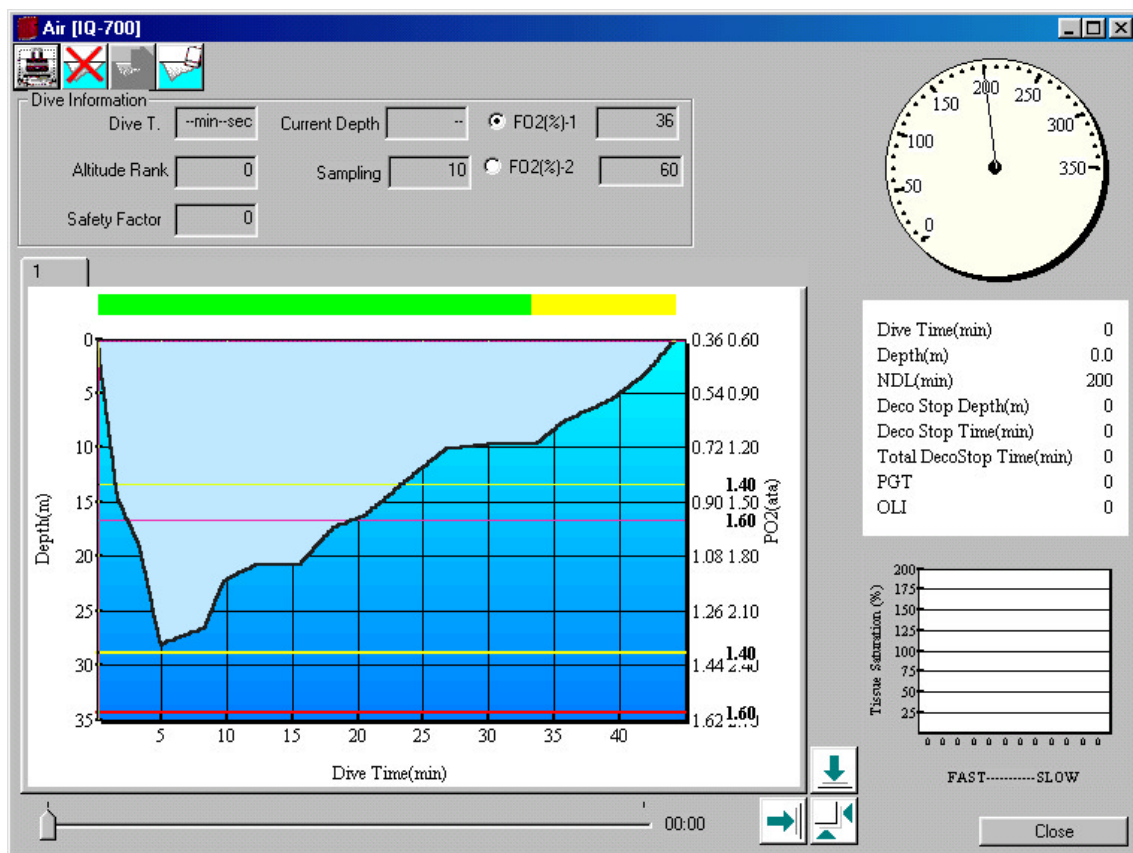 Air [IQ-700]
Dive Information
Dive T. --min--sec Current Depth -- FO2(%)-1 36
Altitude Rank 0 Sampling 10 FO2(%)-2 60
Safety Factor 0
0 50 100 150 200 250 300 350
1
Depth(m)
0
5
10
15
20
25
30
35
0.36 0.60
0.54 0.90
0.72 1.20
1.40
0.90 1.50
1.60
1.08 1.80
1.26 2.10
1.40
1.44 2.40
1.60
1.62
PO2(ata)
5 10 15 20 25 30 35 40
Dive Time(min)
Dive Time(min) 0
Depth(m) 0.0
NDL(min) 200
Deco Stop Depth(m) 0
Deco Stop Time(min) 0
Total DecoStop Time(min) 0
PGT 0
OLI 0
Tissue Saturation (%)
200
175
150
125
100
75
50
25
0 0 0 0 0 0 0 0 0 0 0 0
FAST----------SLOW
00:00
Close